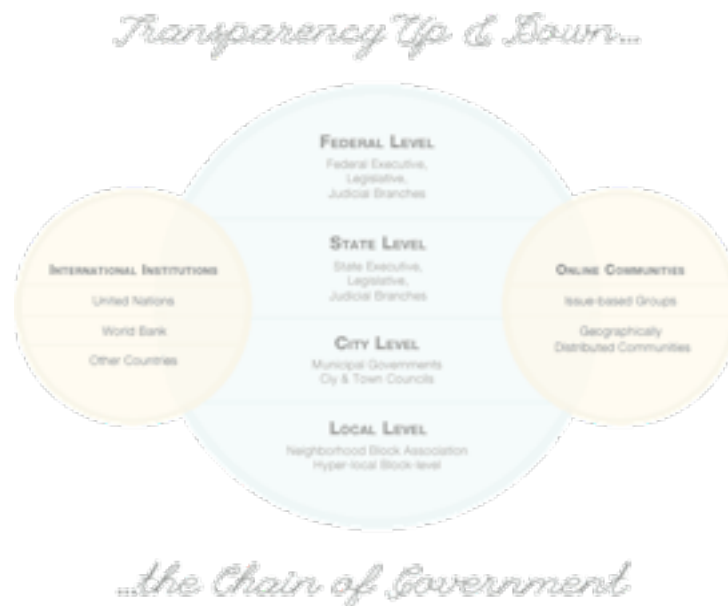 Transparency Up & Down...
FEDERAL LEVEL
Federal Executive,
Legislative,
Judicial Branches
STATE LEVEL
State Executive,
Legislative,
Judicial Branches
CITY LEVEL
Municipal Governments
City & Town Councils
LOCAL LEVEL
Neighborhood Block Association
Hyper-local Block-level
INTERNATIONAL INSTITUTIONS
United Nations
World Bank
Other Countries
ONLINE COMMUNITIES
Issue-based Groups
Geographically
Distributed Communities
...the Chain of Government